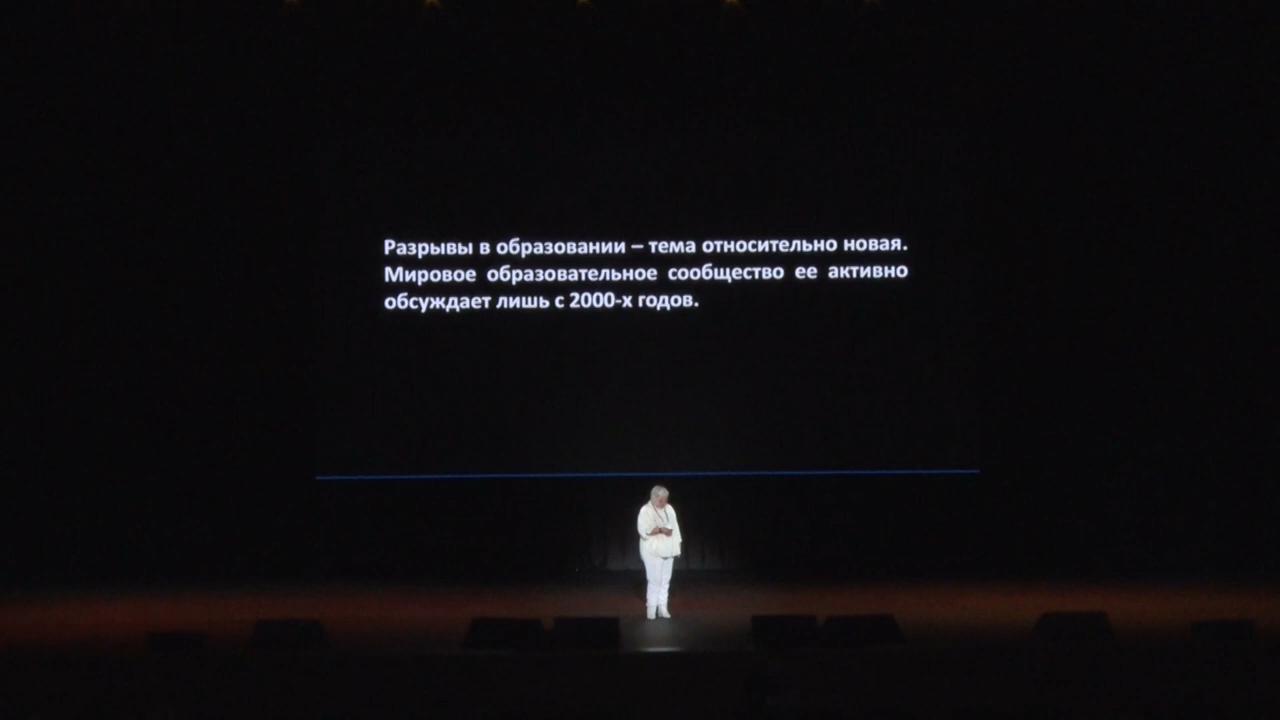 Разрывы в образовании – тема относительно новая.
Мировое образовательное сообщество ее активно
обсуждает лишь с 2000-х годов.